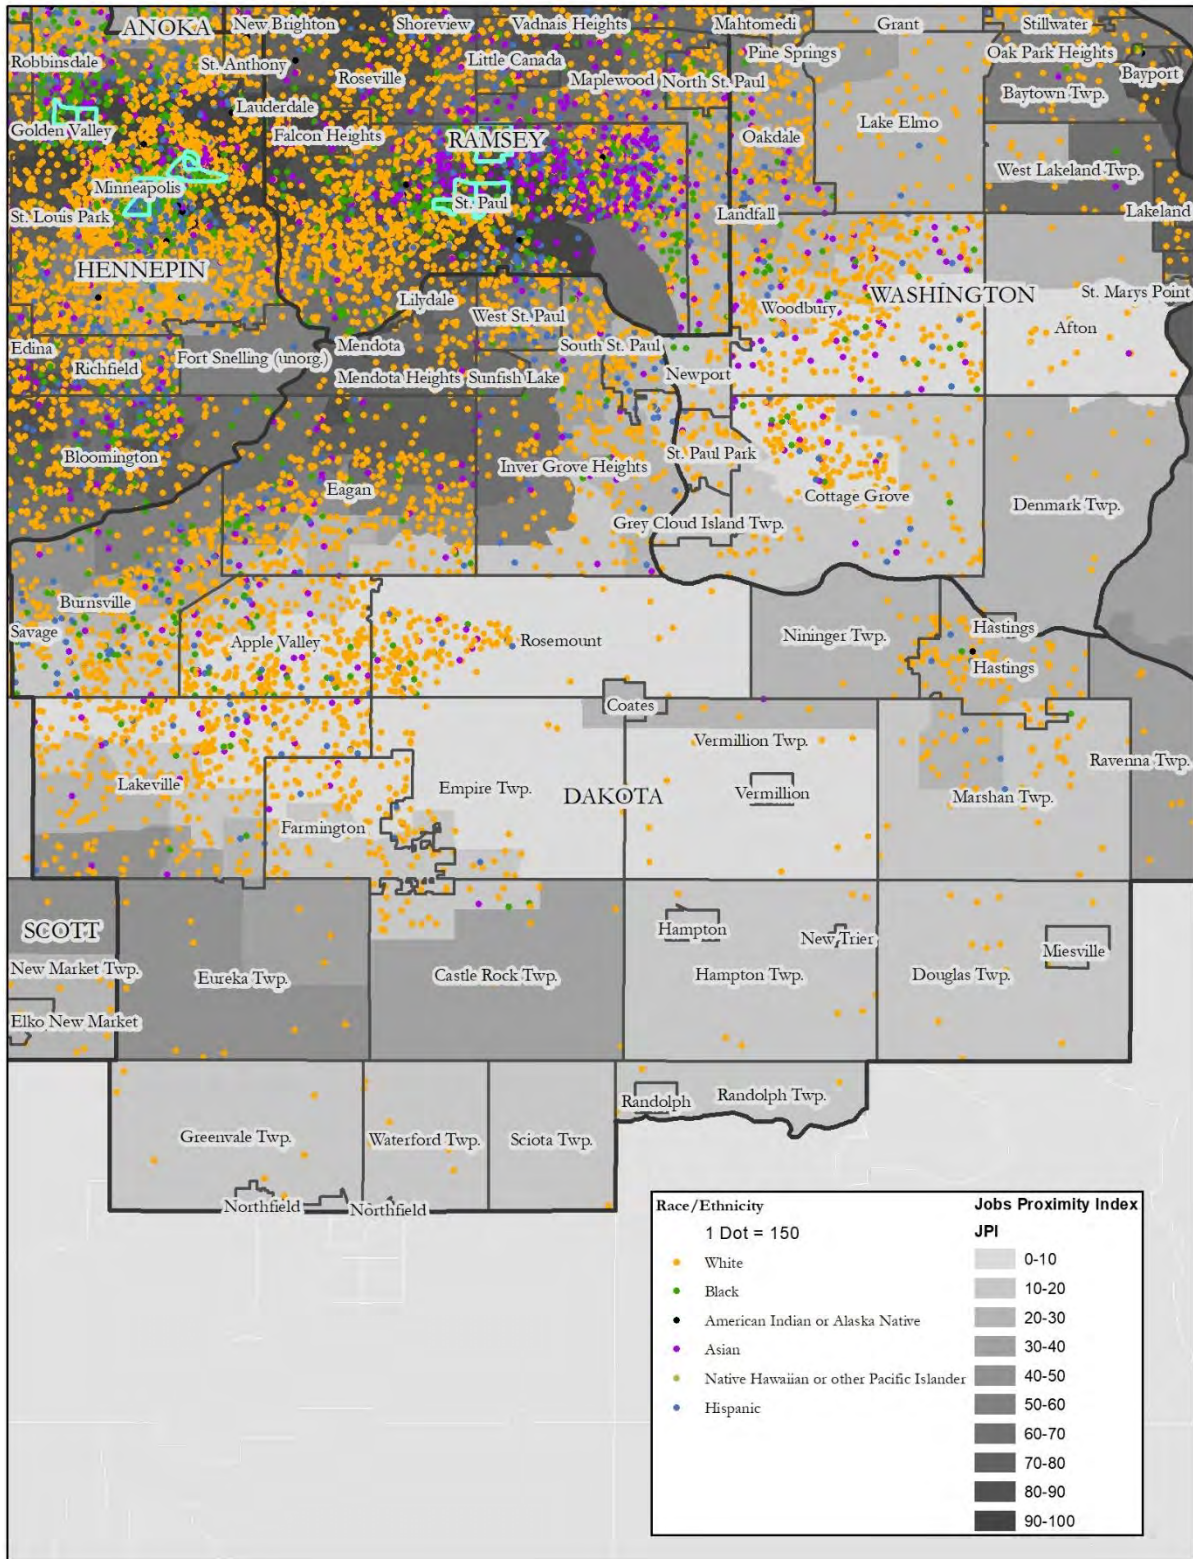 ANOKA
New Brighton
Shoreview
Vadnais Heights
Mahtomedi
Grant
Stillwater
Robbinsdale
St. Anthony
Roseville
Little Canada
Maplewood
North St. Paul
Pine Springs
Oak Park Heights
Bayport
Baytown Twp.
Lauderdale
Golden Valley
Falcon Heights
RAMSEY
Oakdale
Lake Elmo
West Lakeland Twp.
Minneapolis
St. Paul
St. Louis Park
Landfall
Lakeland
HENNEPIN
Lilydale
West St. Paul
Woodbury
WASHINGTON
St. Marys Point
Afton
Edina
Richfield
Fort Snelling (unorg.)
Mendota
South St. Paul
Mendota Heights
Sunfish Lake
Newport
Bloomington
Eagan
Inver Grove Heights
St. Paul Park
Cottage Grove
Denmark Twp.
Grey Cloud Island Twp.
Burnsville
Savage
Apple Valley
Rosemount
Nininger Twp.
Hastings
Hastings
Coates
Vermillion Twp.
Ravenna Twp.
Lakeville
Empire Twp.
DAKOTA
Vermillion
Marshan Twp.
Farmington
SCOTT
New Market Twp.
Eureka Twp.
Castle Rock Twp.
Hampton
New Trier
Hampton Twp.
Douglas Twp.
Miesville
Elko New Market
Greenvale Twp.
Waterford Twp.
Sciota Twp.
Randolph
Randolph Twp.
Northfield
Northfield
Race/Ethnicity
1 Dot = 150
White
Black
American Indian or Alaska Native
Asian
Native Hawaiian or other Pacific Islander
Hispanic
Jobs Proximity Index
JPI
0-10
10-20
20-30
30-40
40-50
50-60
60-70
70-80
80-90
90-100